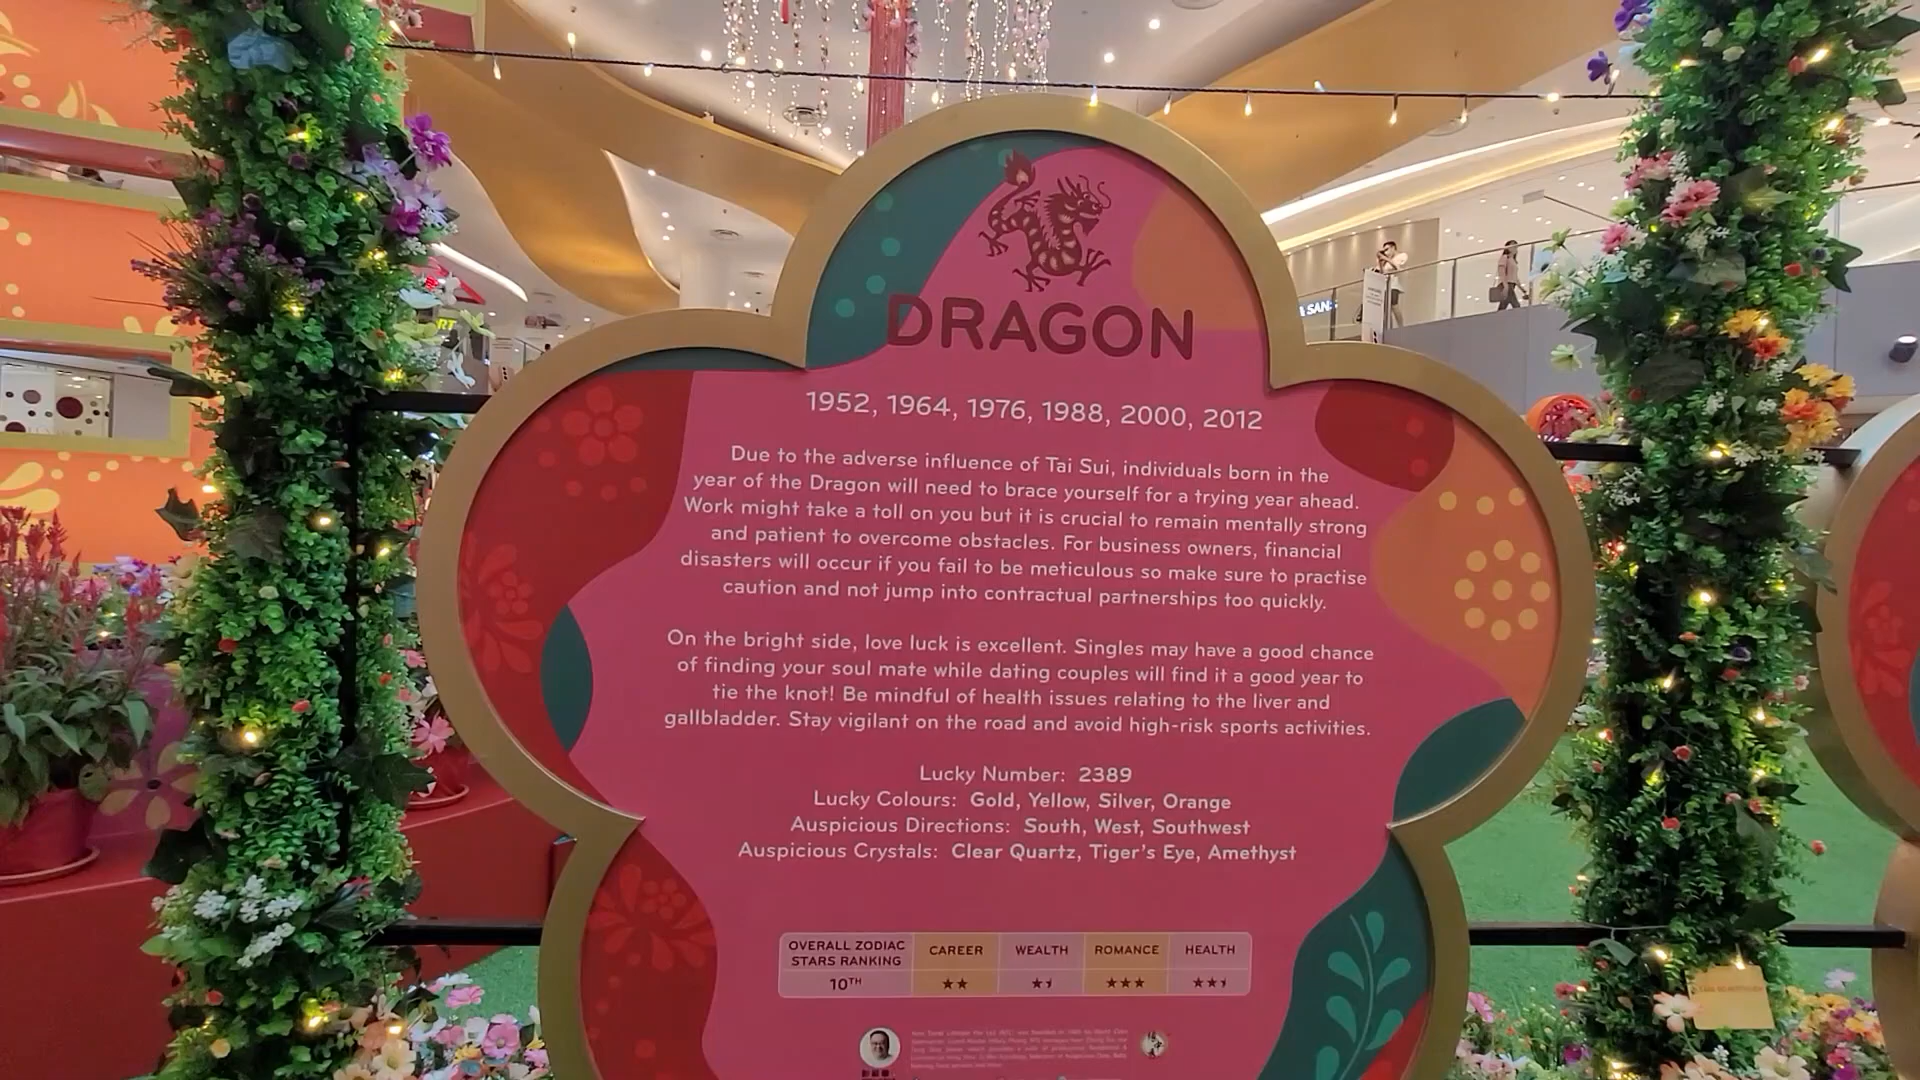 DRAGON
1952, 1964, 1976, 1988, 2000, 2012
Due to the adverse influence of Tai Sui, individuals born in the
year of the Dragon will need to brace yourself for a trying year ahead.
Work might take a toll on you but it is crucial to remain mentally strong
and patient to overcome obstacles. For business owners, financial
disasters will occur if you fail to be meticulous so make sure to practise
caution and not jump into contractual partnerships too quickly.
On the bright side, love luck is excellent. Singles may have a good chance
of finding your soul mate while dating couples will find it a good year to
tie the knot! Be mindful of health issues relating to the liver and
gallbladder. Stay vigilant on the road and avoid high-risk sports activities.
Lucky Number: 2389
Lucky Colours: Gold, Yellow, Silver, Orange
Auspicious Directions: South, West, Southwest
Auspicious Crystals: Clear Quartz, Tiger's Eye, Amethyst
OVERALL ZODIAC STARS RANKING CAREER WEALTH ROMANCE HEALTH
10TH ★★ ★⯨ ★★★ ★★⯨
& SAN: